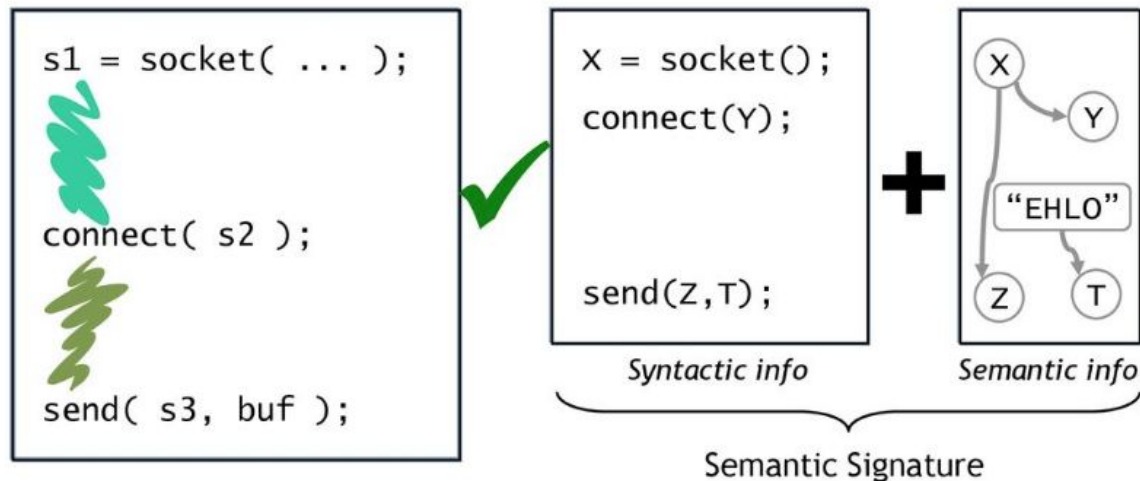 s1 = socket( ... );
connect( s2 );
send( s3, buf );
X = socket();
connect(Y);
send(Z,T);
Syntactic info
X
Y
“EHLO”
Z
T
Semantic info
Semantic Signature